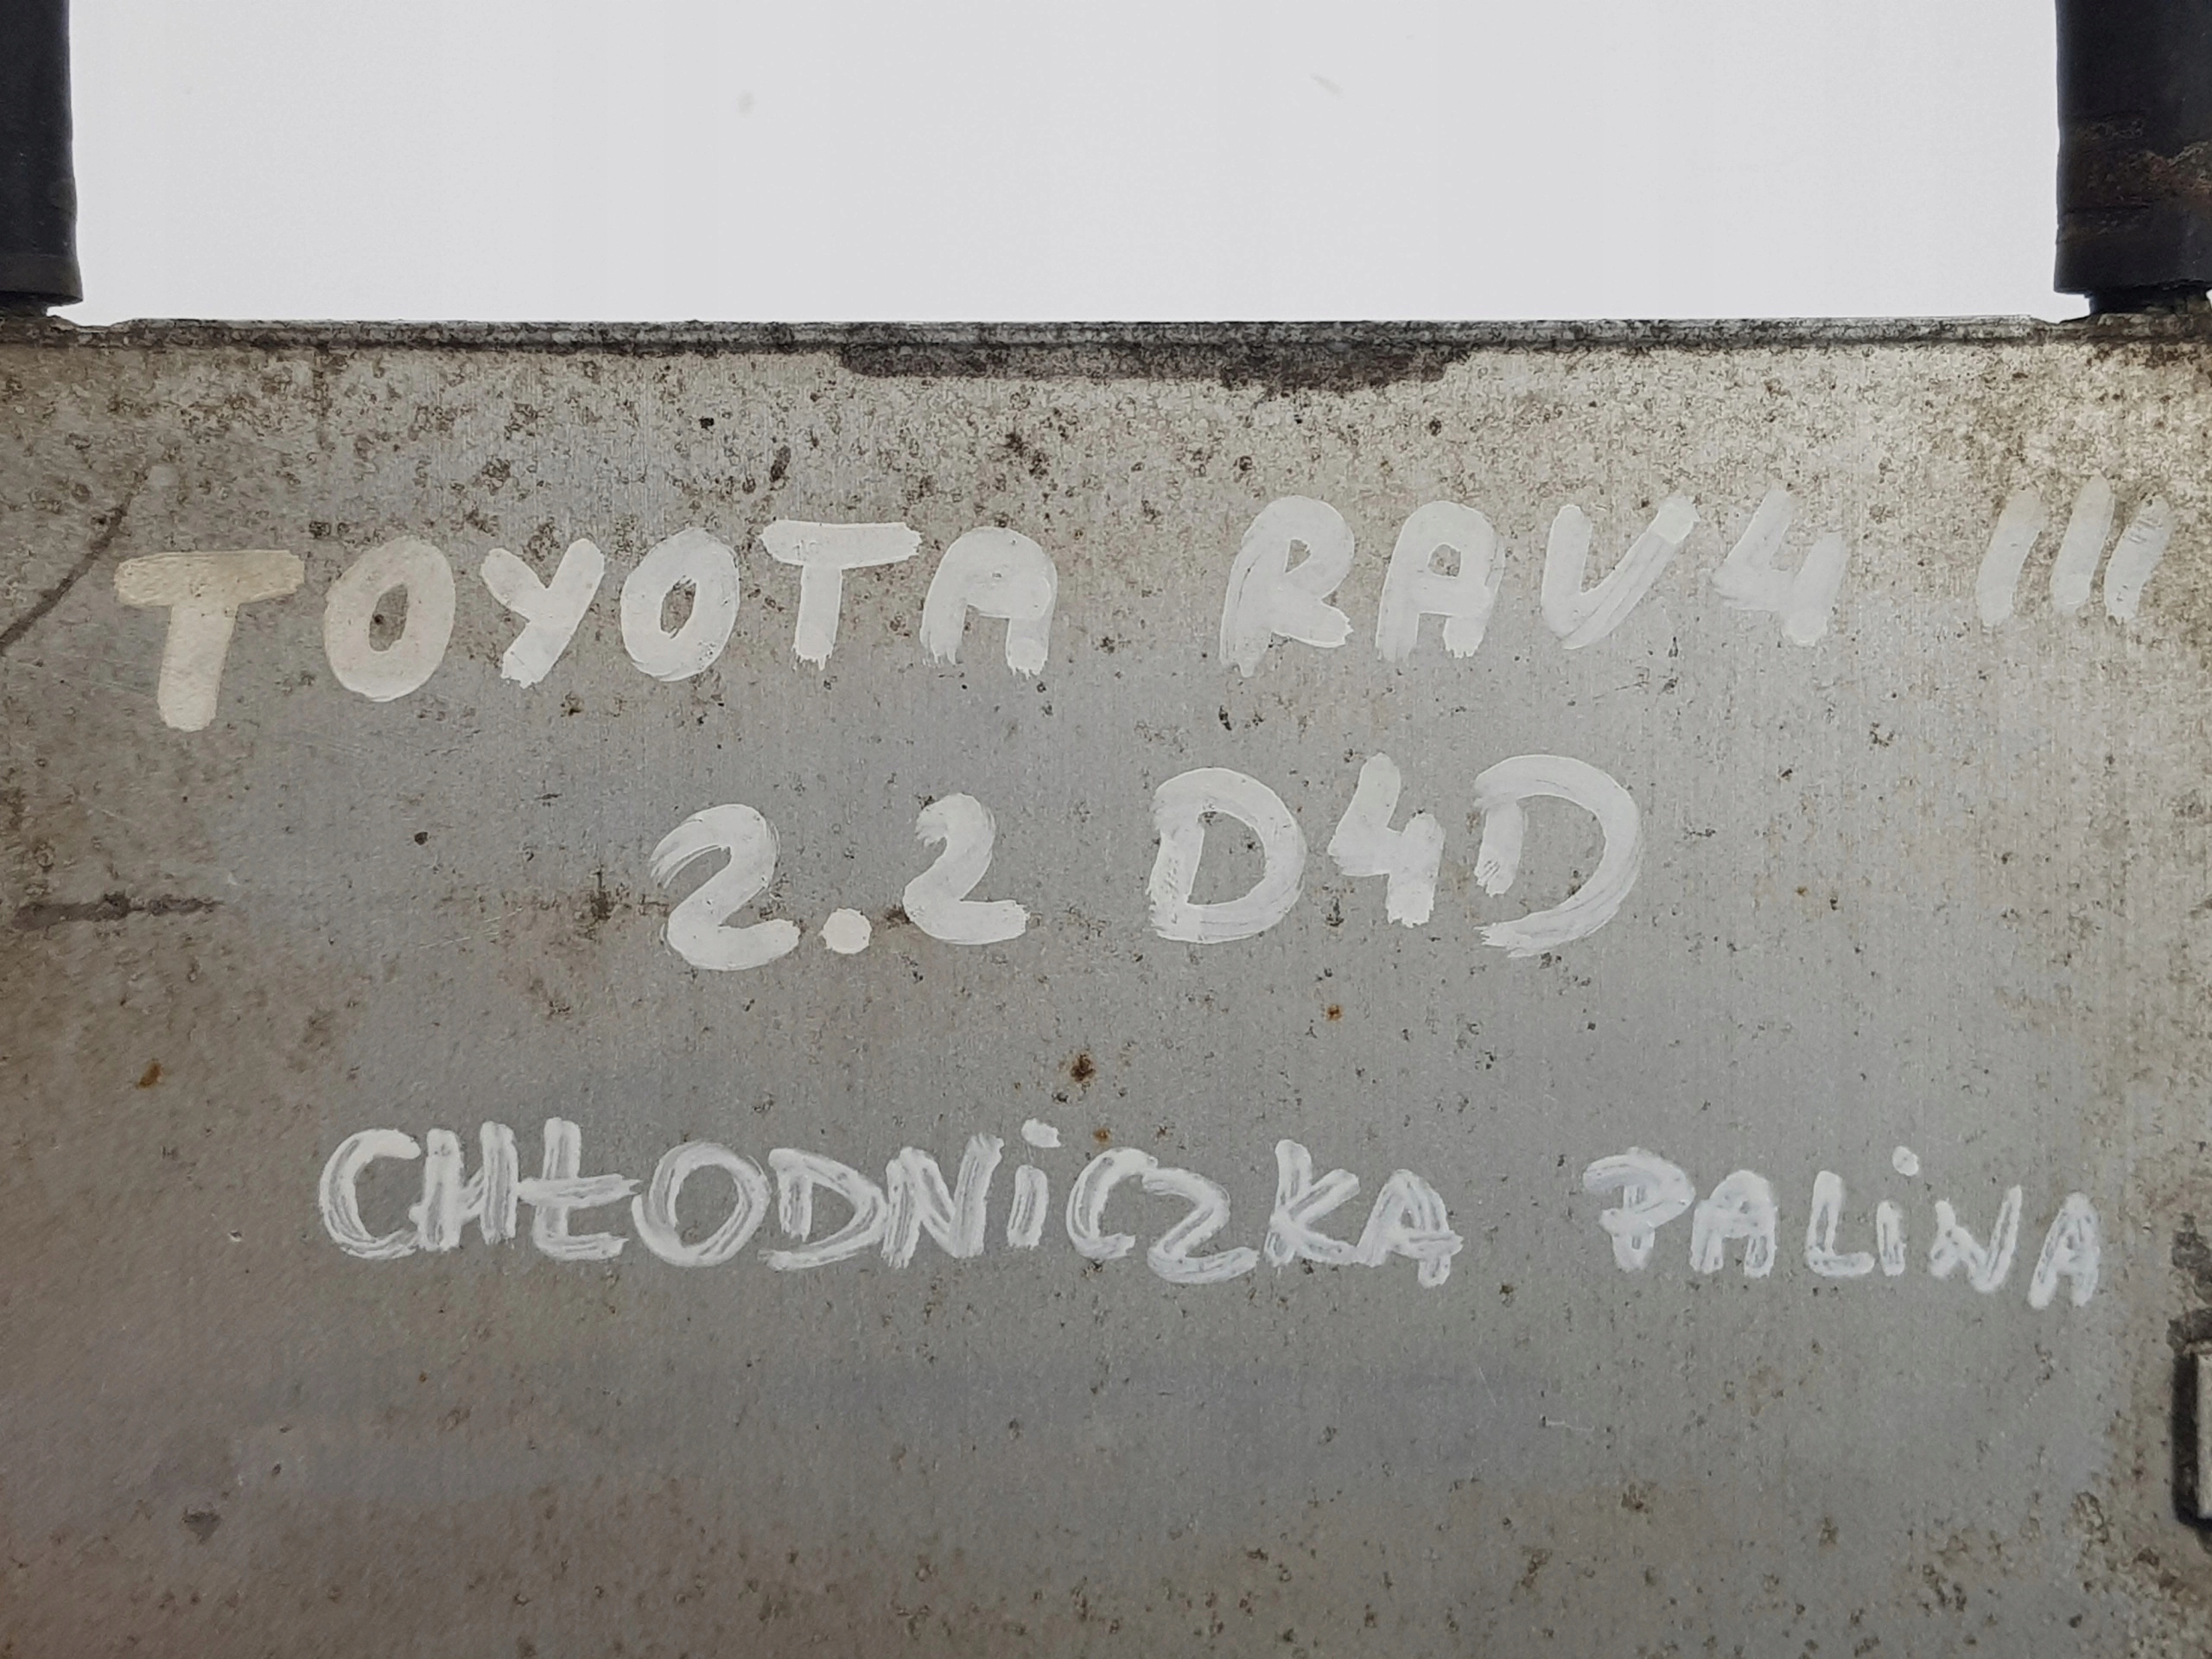 TOYOTA RAV4 III
2.2 D4D
CHŁODNiCZKA PALiWA